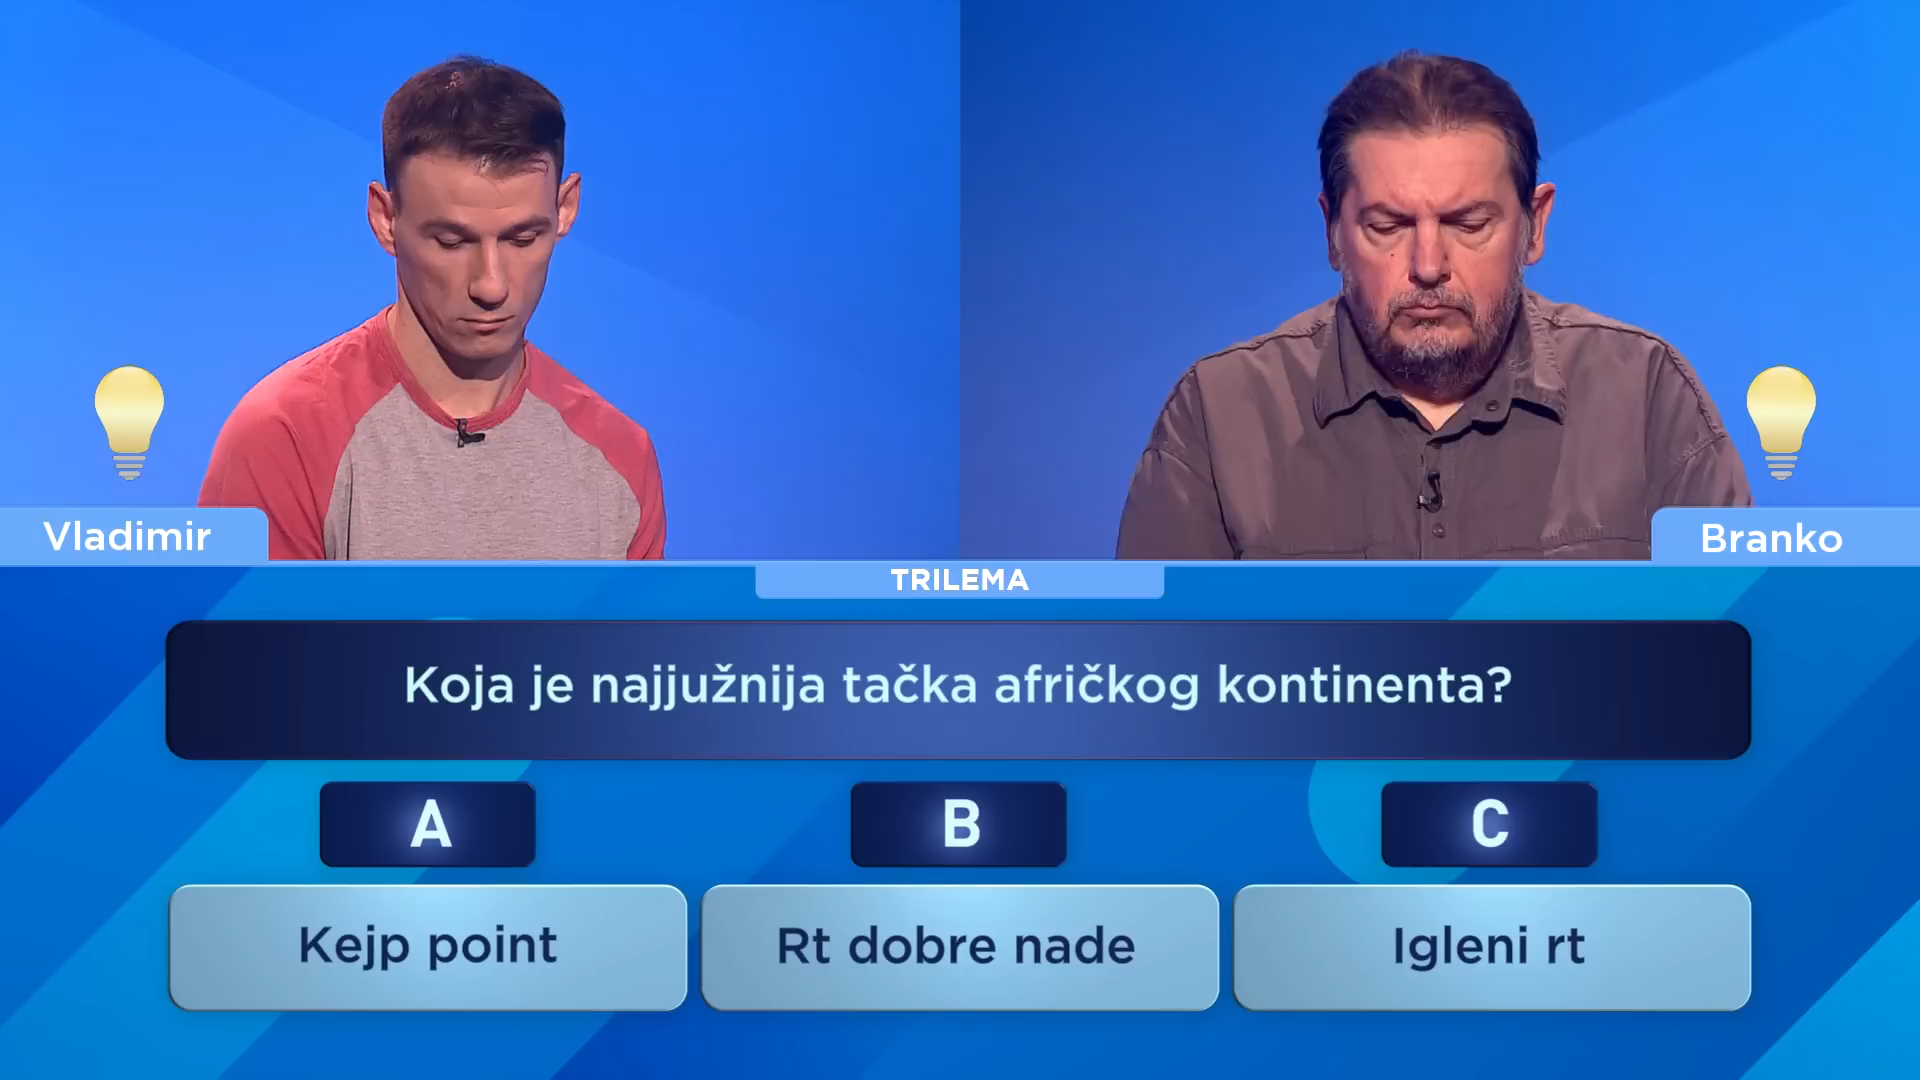 Vladimir
Branko
TRILEMA
Koja je najjužnija tačka afričkog kontinenta?
A
B
C
Kejp point
Rt dobre nade
Igleni rt